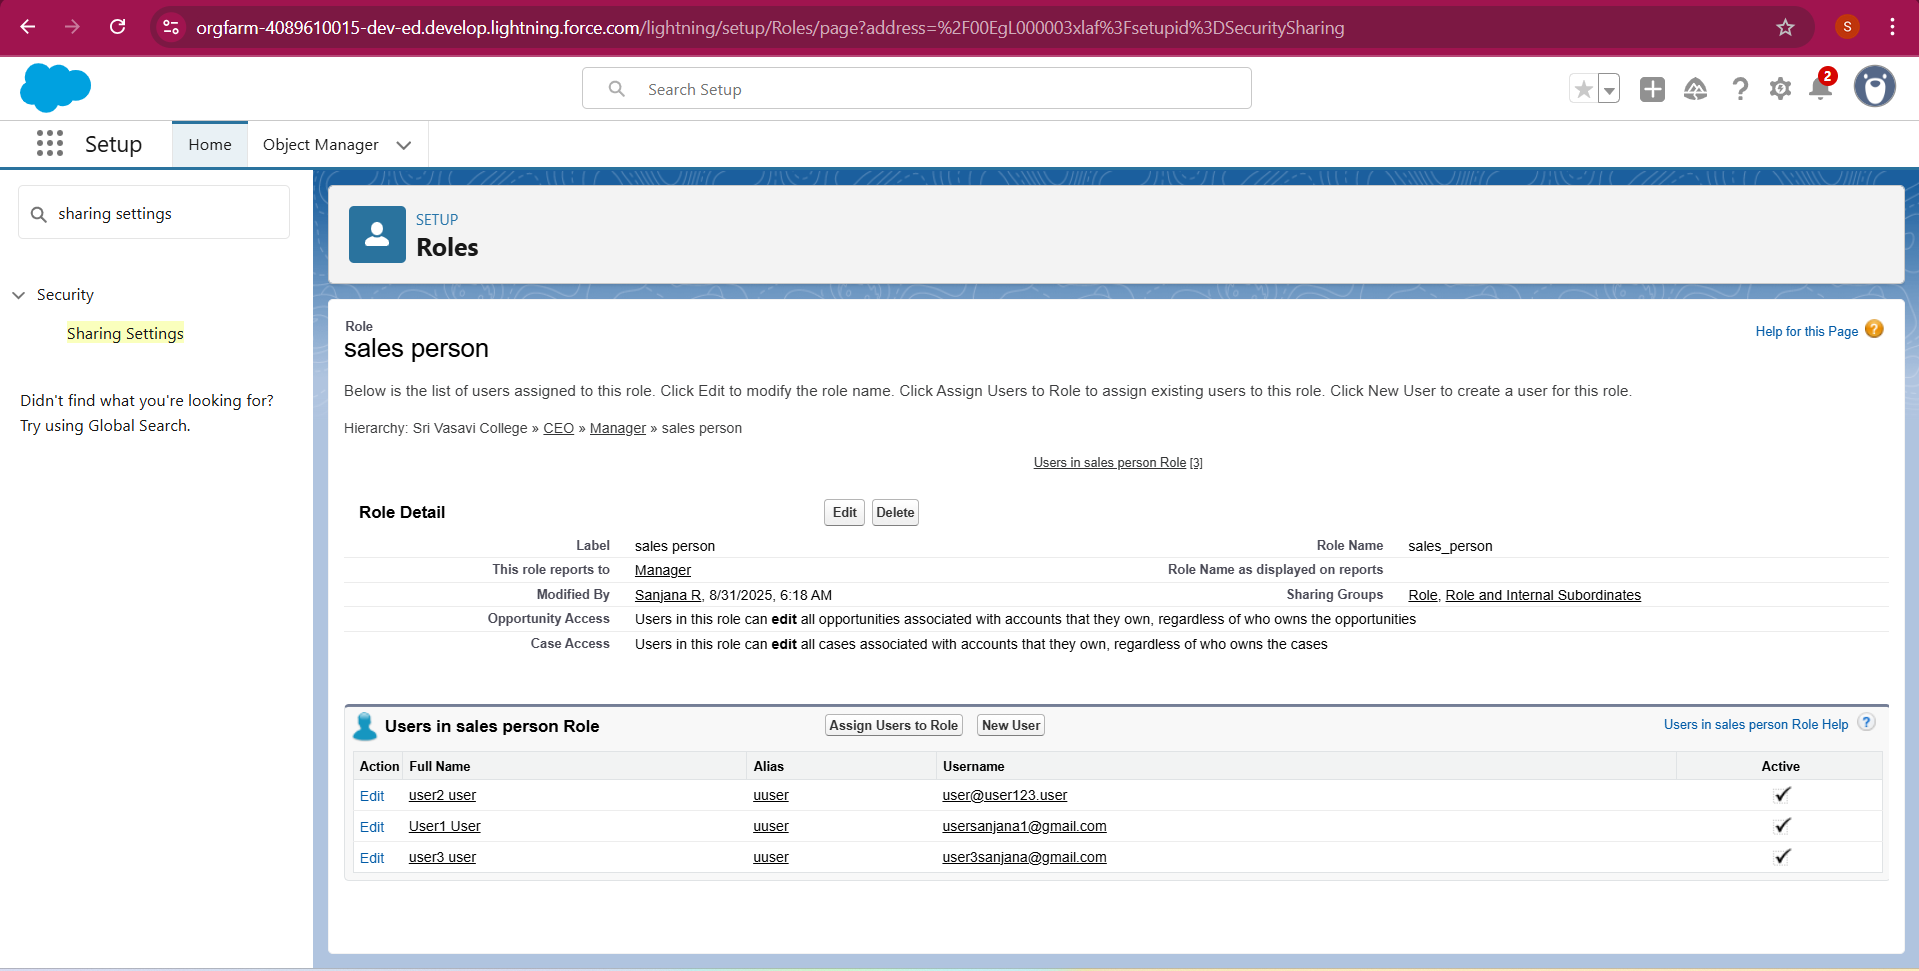 orgfarm-4089610015-dev-ed.develop.lightning.force.com/lightning/setup/Roles/page?address=%2F00EgL000003xlaf%3Fsetupid%3DSecuritySharing
S
Search Setup
2
Setup
Home
Object Manager
sharing settings
Security
Sharing Settings
Didn't find what you're looking for?
Try using Global Search.
SETUP
Roles
Role
sales person
Help for this Page ?
Below is the list of users assigned to this role. Click Edit to modify the role name. Click Assign Users to Role to assign existing users to this role. Click New User to create a user for this role.
Hierarchy: Sri Vasavi College » CEO » Manager » sales person
Users in sales person Role [3]
Role Detail
Edit Delete
Label sales person Role Name sales_person
This role reports to Manager Role Name as displayed on reports
Modified By Sanjana R, 8/31/2025, 6:18 AM Sharing Groups Role, Role and Internal Subordinates
Opportunity Access Users in this role can edit all opportunities associated with accounts that they own, regardless of who owns the opportunities
Case Access Users in this role can edit all cases associated with accounts that they own, regardless of who owns the cases
Users in sales person Role Assign Users to Role New User Users in sales person Role Help ?
Action Full Name Alias Username Active
Edit user2 user uuser user@user123.user
Edit User1 User uuser usersanjana1@gmail.com
Edit user3 user uuser user3sanjana@gmail.com